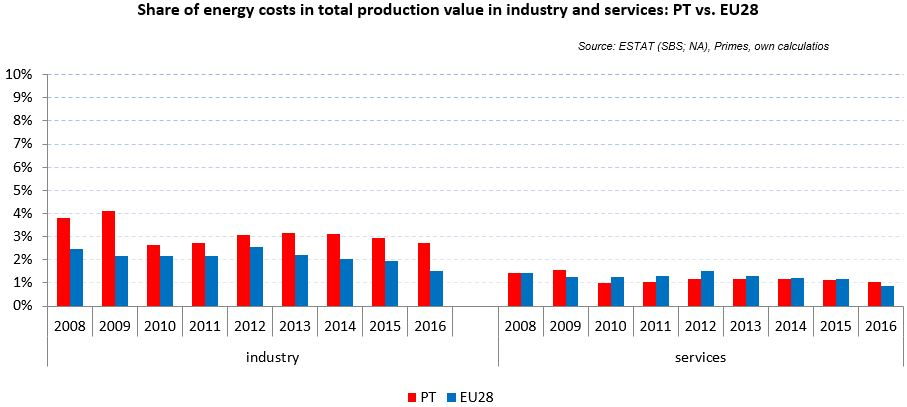 Share of energy costs in total production value in industry and services: PT vs. EU28
Source: ESTAT (SBS; NA), Primes, own calculatios
10%
9%
8%
7%
6%
5%
4%
3%
2%
1%
0%
2008 2009 2010 2011 2012 2013 2014 2015 2016 2008 2009 2010 2011 2012 2013 2014 2015 2016
industry services
PT EU28